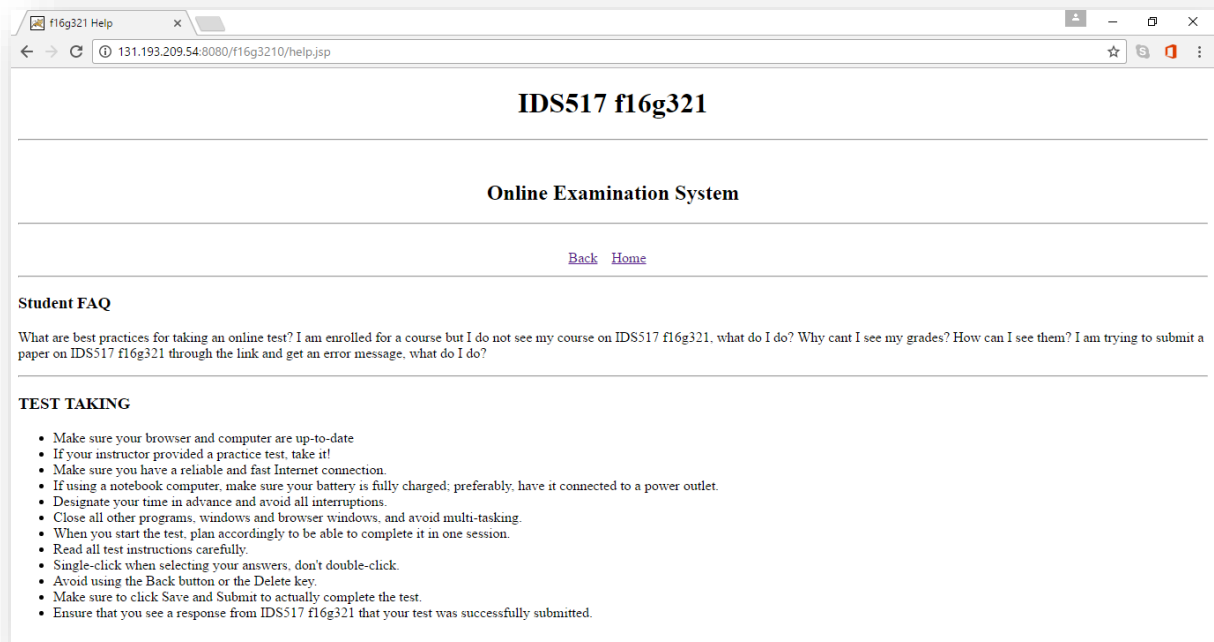 f16g321 Help
131.193.209.54:8080/f16g3210/help.jsp
IDS517 f16g321
Online Examination System
Back Home
Student FAQ
What are best practices for taking an online test? I am enrolled for a course but I do not see my course on IDS517 f16g321, what do I do? Why cant I see my grades? How can I see them? I am trying to submit a
paper on IDS517 f16g321 through the link and get an error message, what do I do?
TEST TAKING
• Make sure your browser and computer are up-to-date
• If your instructor provided a practice test, take it!
• Make sure you have a reliable and fast Internet connection.
• If using a notebook computer, make sure your battery is fully charged; preferably, have it connected to a power outlet.
• Designate your time in advance and avoid all interruptions.
• Close all other programs, windows and browser windows, and avoid multi-tasking.
• When you start the test, plan accordingly to be able to complete it in one session.
• Read all test instructions carefully.
• Single-click when selecting your answers, don't double-click.
• Avoid using the Back button or the Delete key.
• Make sure to click Save and Submit to actually complete the test.
• Ensure that you see a response from IDS517 f16g321 that your test was successfully submitted.